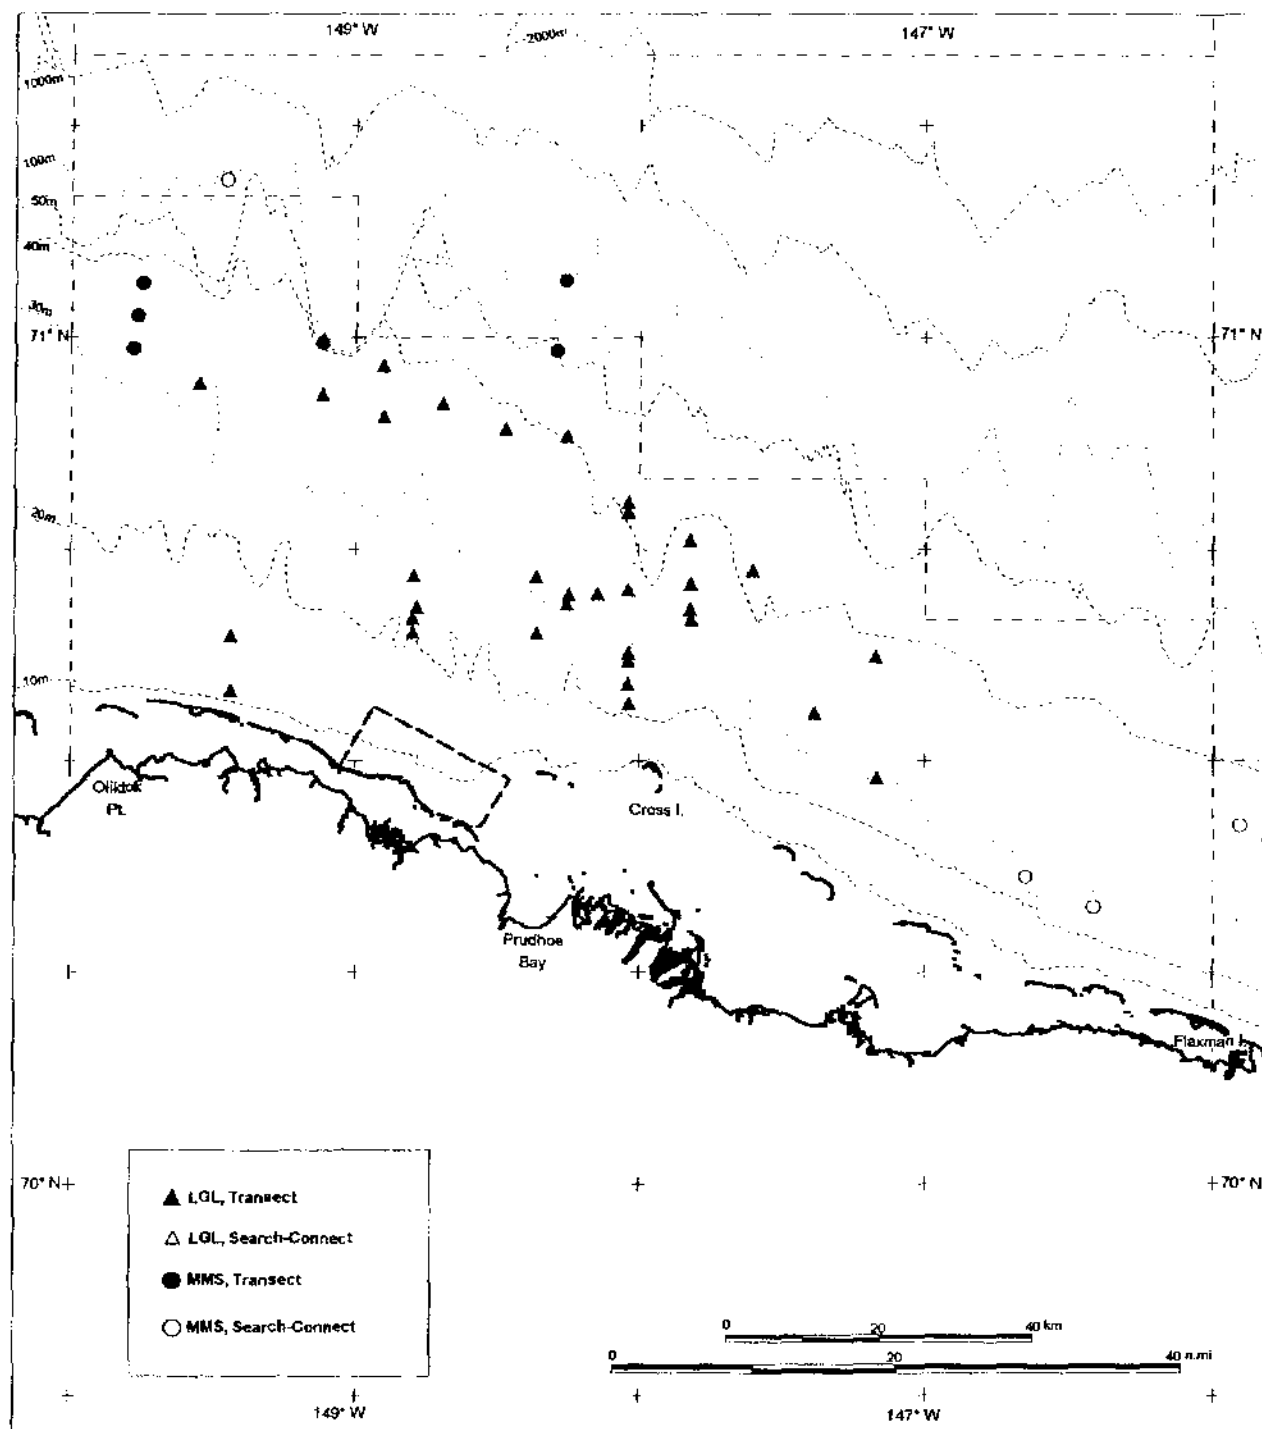 149° W
-2000m
147° W
1000m
100m
50m
40m
30m
71° N
71° N
20m
10m
Oliktok
Pt.
Cross I.
Prudhoe
Bay
Flaxman I.
70° N
70° N
LGL, Transect
LGL, Search-Connect
MMS, Transect
MMS, Search-Connect
0 20 40 km
0 20 40 n.mi
149° W
147° W